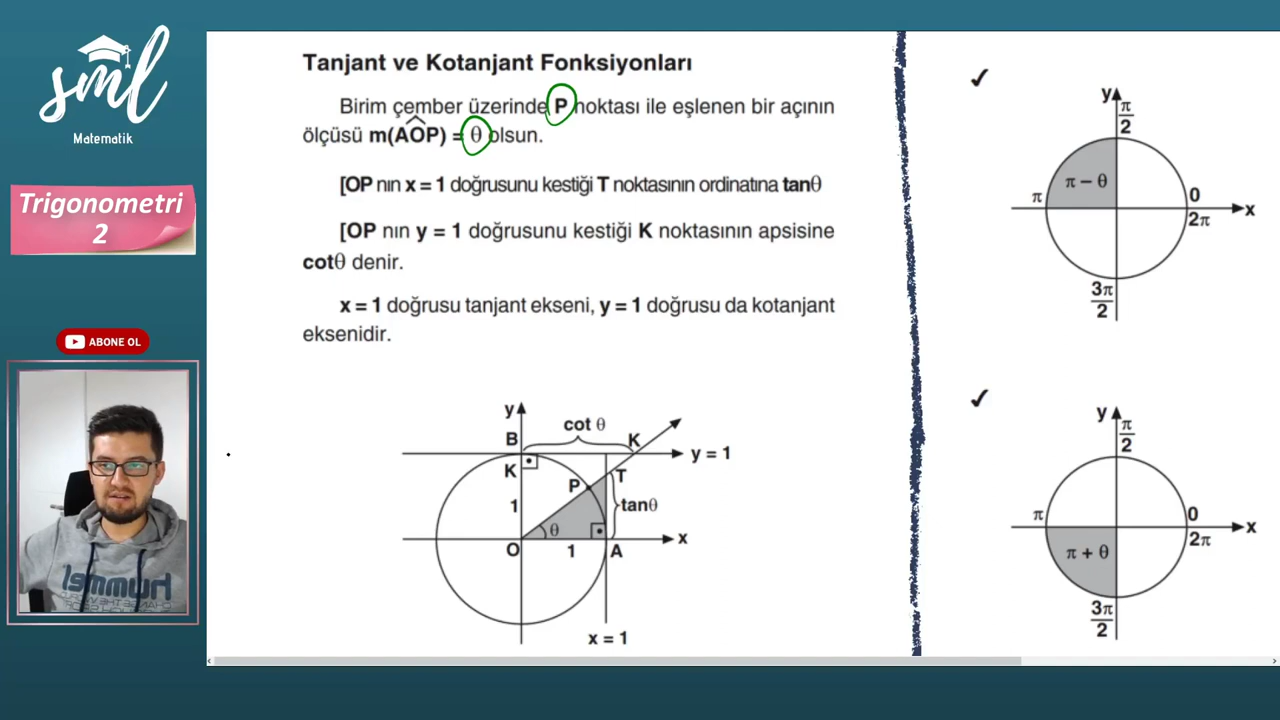 sml
Matematik
Trigonometri
2
ABONE OL
hummel
Tanjant ve Kotanjant Fonksiyonları
Birim çember üzerinde P noktası ile eşlenen bir açının
ölçüsü m(AOP) = θ olsun.
[OP nın x = 1 doğrusunu kestiği T noktasının ordinatına tanθ
[OP nın y = 1 doğrusunu kestiği K noktasının apsisine
cotθ denir.
x = 1 doğrusu tanjant ekseni, y = 1 doğrusu da kotanjant
eksenidir.
y
cot θ
B
K
y = 1
K
T
P
1
tanθ
θ
x
O
1
A
x = 1
✓
y
π/2
π − θ
π
0
2π
x
3π/2
✓
y
π/2
π
0
2π
x
π + θ
3π/2